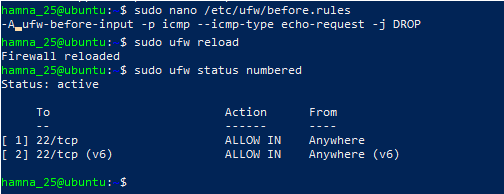 hamna_25@ubuntu:~$ sudo nano /etc/ufw/before.rules
-A ufw-before-input -p icmp --icmp-type echo-request -j DROP
hamna_25@ubuntu:~$ sudo ufw reload
Firewall reloaded
hamna_25@ubuntu:~$ sudo ufw status numbered
Status: active
To Action From
-- ------ ----
[ 1] 22/tcp ALLOW IN Anywhere
[ 2] 22/tcp (v6) ALLOW IN Anywhere (v6)
hamna_25@ubuntu:~$